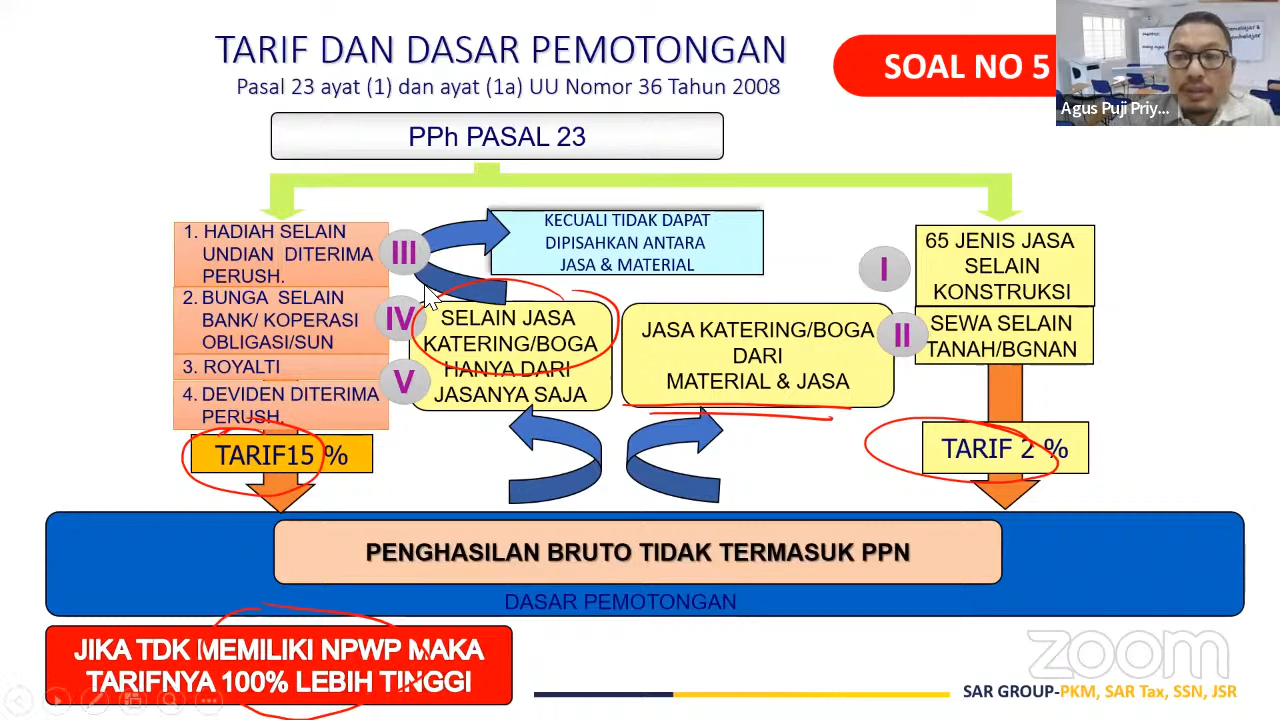 TARIF DAN DASAR PEMOTONGAN
Pasal 23 ayat (1) dan ayat (1a) UU Nomor 36 Tahun 2008
SOAL NO 5
Agus Puji Priy...
PPh PASAL 23
1. HADIAH SELAIN
UNDIAN DITERIMA
PERUSH.
2. BUNGA SELAIN
BANK/ KOPERASI
OBLIGASI/SUN
3. ROYALTI
4. DEVIDEN DITERIMA
PERUSH.
TARIF15 %
III
IV
V
KECUALI TIDAK DAPAT
DIPISAHKAN ANTARA
JASA & MATERIAL
SELAIN JASA
KATERING/BOGA
HANYA DARI
JASANYA SAJA
JASA KATERING/BOGA
DARI
MATERIAL & JASA
I
II
65 JENIS JASA
SELAIN
KONSTRUKSI
SEWA SELAIN
TANAH/BGNAN
TARIF 2 %
PENGHASILAN BRUTO TIDAK TERMASUK PPN
DASAR PEMOTONGAN
JIKA TDK MEMILIKI NPWP MAKA
TARIFNYA 100% LEBIH TINGGI
zoom
SAR GROUP-PKM, SAR Tax, SSN, JSR